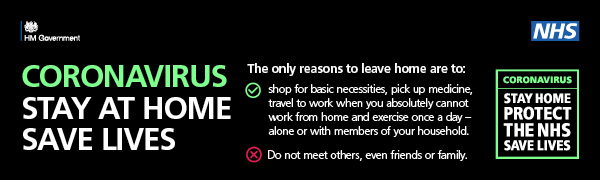 HM Government
NHS
CORONAVIRUS
STAY AT HOME
SAVE LIVES
The only reasons to leave home are to:
shop for basic necessities, pick up medicine,
travel to work when you absolutely cannot
work from home and exercise once a day –
alone or with members of your household.
Do not meet others, even friends or family.
CORONAVIRUS
STAY HOME
PROTECT
THE NHS
SAVE LIVES